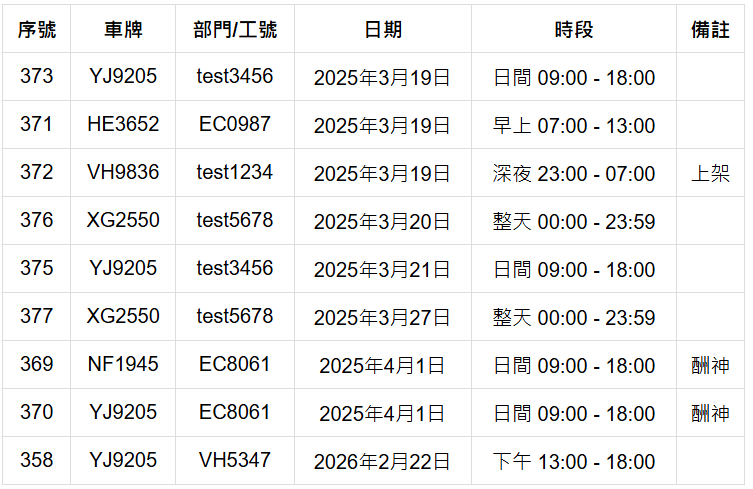 序號 車牌 部門/工號 日期 時段 備註
373 YJ9205 test3456 2025年3月19日 日間 09:00 - 18:00
371 HE3652 EC0987 2025年3月19日 早上 07:00 - 13:00
372 VH9836 test1234 2025年3月19日 深夜 23:00 - 07:00 上架
376 XG2550 test5678 2025年3月20日 整天 00:00 - 23:59
375 YJ9205 test3456 2025年3月21日 日間 09:00 - 18:00
377 XG2550 test5678 2025年3月27日 整天 00:00 - 23:59
369 NF1945 EC8061 2025年4月1日 日間 09:00 - 18:00 酬神
370 YJ9205 EC8061 2025年4月1日 日間 09:00 - 18:00 酬神
358 YJ9205 VH5347 2026年2月22日 下午 13:00 - 18:00